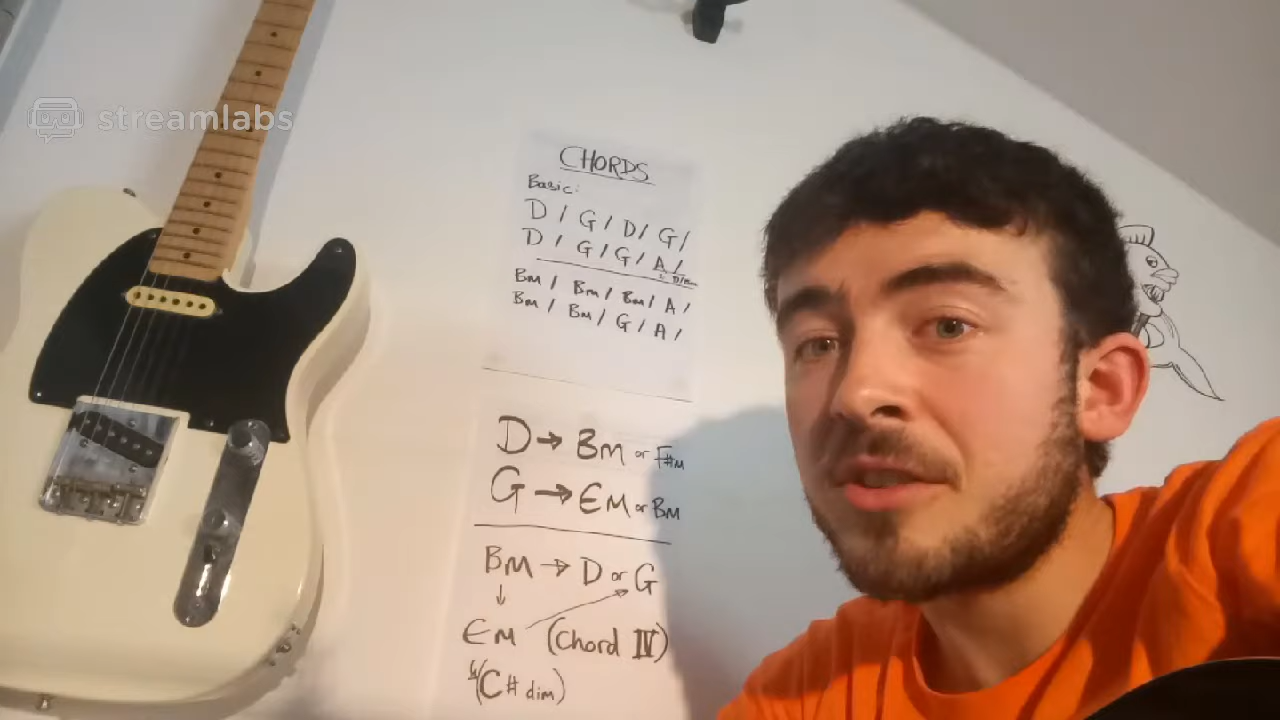 streamlabs
CHORDS
Basic:
D / G / D / G /
D / G / G / A /
Bm / Bm / Bm / A /
Bm / Bm / G / A /
D → Bm or F#m
G → Em or Bm
Bm → D or G
↓
Em (Chord IV)
(C# dim)